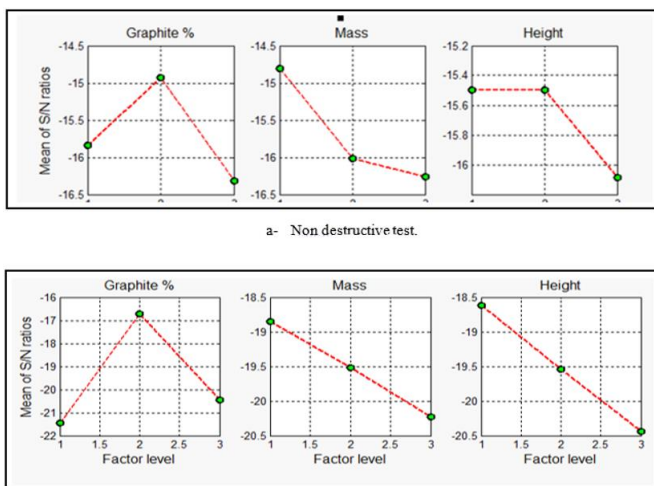 Graphite % Mass Height
Mean of S/N ratios
-14.5 -15 -15.5 -16 -16.5
-14.5 -15 -15.5 -16 -16.5
-15.2 -15.4 -15.6 -15.8 -16
a- Non destructive test.
Graphite % Mass Height
Mean of S/N ratios
-16 -17 -18 -19 -20 -21 -22
-18.5 -19 -19.5 -20 -20.5
-18.5 -19 -19.5 -20 -20.5
1 1.5 2 2.5 3 1 1.5 2 2.5 3 1 1.5 2 2.5 3
Factor level Factor level Factor level